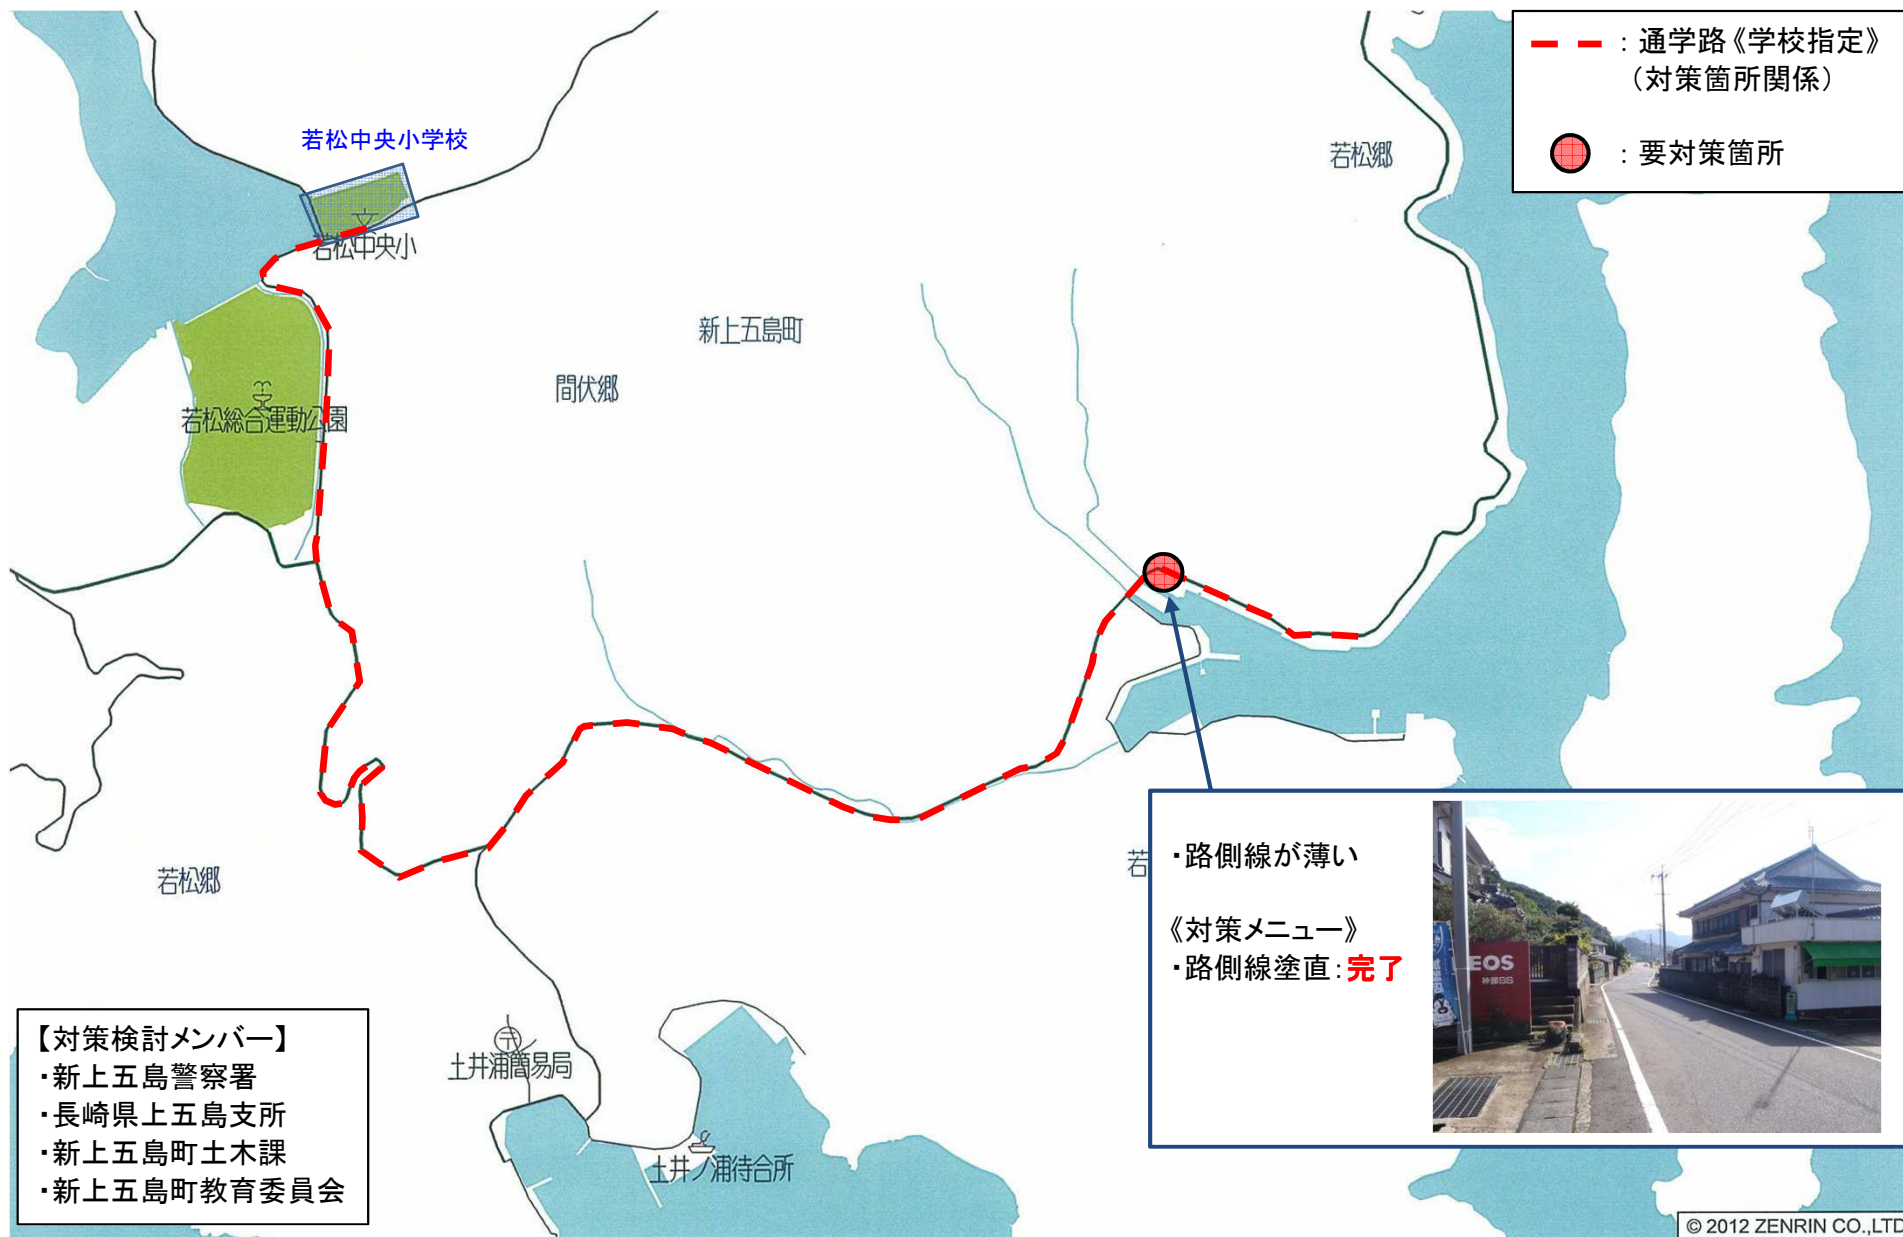 : 通学路《学校指定》
（対策箇所関係）
: 要対策箇所
若松中央小学校
若松郷
若松中央小
新上五島町
間伏郷
若松総合運動公園
若松郷
若
・路側線が薄い
《対策メニュー》
・路側線塗直：完了
EOS
神部SS
【対策検討メンバー】
・新上五島警察署
・長崎県上五島支所
・新上五島町土木課
・新上五島町教育委員会
土井浦簡易局
土井ノ浦待合所
© 2012 ZENRIN CO.,LTD